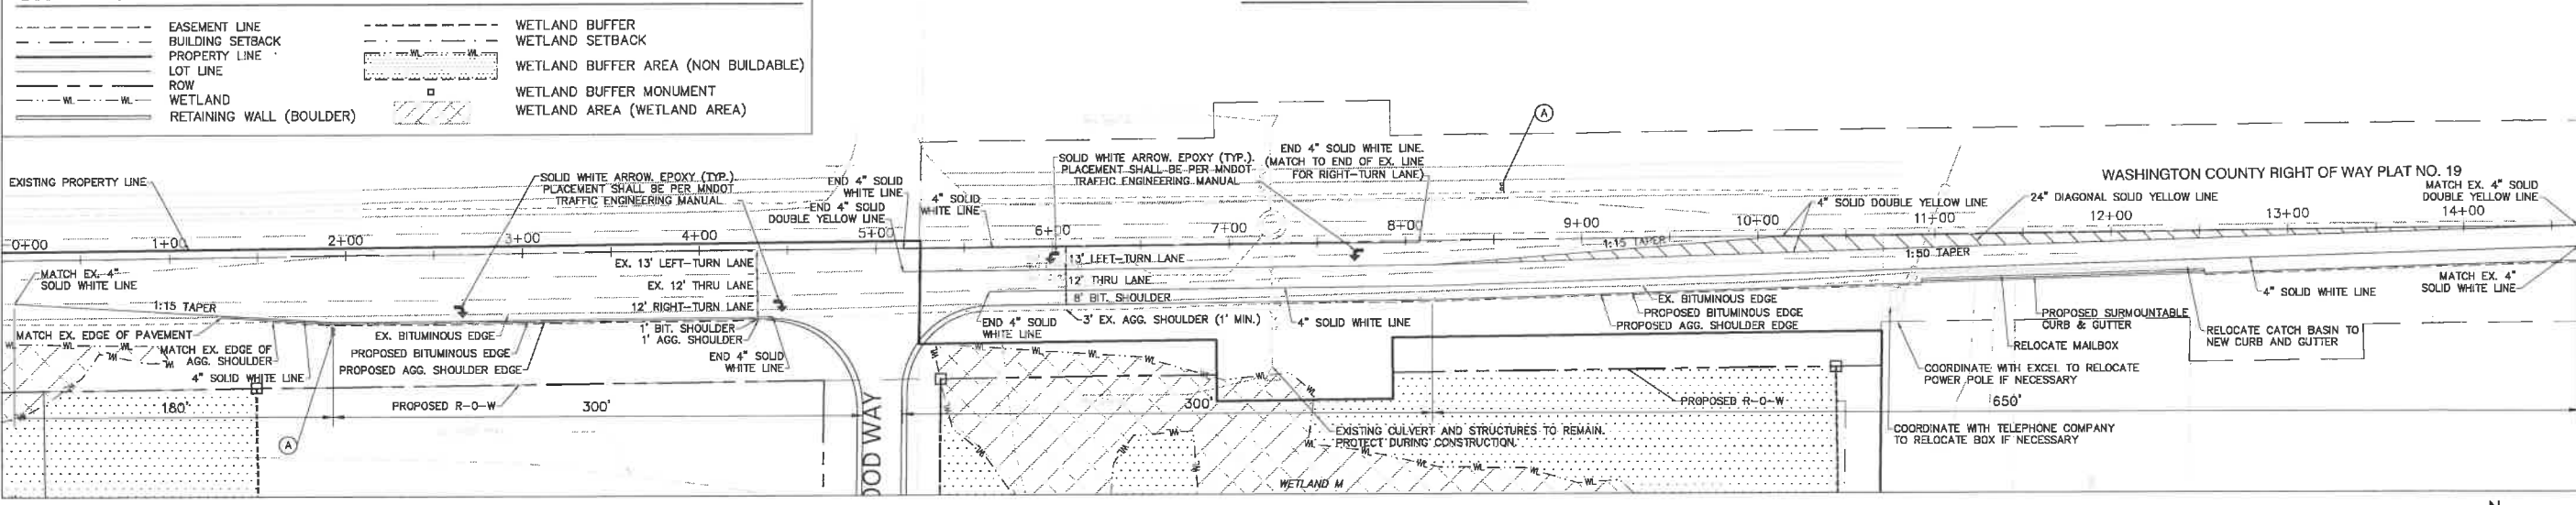 EASEMENT LINE
BUILDING SETBACK
PROPERTY LINE
LOT LINE
ROW
WL WL WETLAND
RETAINING WALL (BOULDER)
WETLAND BUFFER
WETLAND SETBACK
WL WL
WETLAND BUFFER AREA (NON BUILDABLE)
WETLAND BUFFER MONUMENT
WETLAND AREA (WETLAND AREA)
A
WASHINGTON COUNTY RIGHT OF WAY PLAT NO. 19
EXISTING PROPERTY LINE
SOLID WHITE ARROW, EPOXY (TYP.).
PLACEMENT SHALL BE PER MNDOT
TRAFFIC ENGINEERING MANUAL
END 4" SOLID
WHITE LINE
END 4" SOLID
DOUBLE YELLOW LINE
4" SOLID
WHITE LINE
SOLID WHITE ARROW, EPOXY (TYP.).
PLACEMENT SHALL BE PER MNDOT
TRAFFIC ENGINEERING MANUAL
END 4" SOLID WHITE LINE.
(MATCH TO END OF EX. LINE
FOR RIGHT-TURN LANE)
4" SOLID DOUBLE YELLOW LINE
24" DIAGONAL SOLID YELLOW LINE
MATCH EX. 4" SOLID
DOUBLE YELLOW LINE
0+00 1+00 2+00 3+00 4+00 5+00 6+00 7+00 8+00 9+00 10+00 11+00 12+00 13+00 14+00
MATCH EX. 4"
SOLID WHITE LINE
1:15 TAPER
EX. 13' LEFT-TURN LANE
EX. 12' THRU LANE
12' RIGHT-TURN LANE
1' BIT. SHOULDER
1' AGG. SHOULDER
END 4" SOLID
WHITE LINE
13' LEFT-TURN LANE
12' THRU LANE
8' BIT. SHOULDER
3' EX. AGG. SHOULDER (1' MIN.)
END 4" SOLID
WHITE LINE
4" SOLID WHITE LINE
1:15 TAPER
1:50 TAPER
EX. BITUMINOUS EDGE
PROPOSED BITUMINOUS EDGE
PROPOSED AGG. SHOULDER EDGE
4" SOLID WHITE LINE
MATCH EX. 4"
SOLID WHITE LINE
PROPOSED SURMOUNTABLE
CURB & GUTTER
RELOCATE MAILBOX
RELOCATE CATCH BASIN TO
NEW CURB AND GUTTER
COORDINATE WITH EXCEL TO RELOCATE
POWER POLE IF NECESSARY
COORDINATE WITH TELEPHONE COMPANY
TO RELOCATE BOX IF NECESSARY
MATCH EX. EDGE OF PAVEMENT
MATCH EX. EDGE OF
AGG. SHOULDER
4" SOLID WHITE LINE
EX. BITUMINOUS EDGE
PROPOSED BITUMINOUS EDGE
PROPOSED AGG. SHOULDER EDGE
PROPOSED R-O-W
180'
300'
A
OOD WAY
300'
PROPOSED R-O-W
650'
EXISTING CULVERT AND STRUCTURES TO REMAIN.
PROTECT DURING CONSTRUCTION.
WETLAND M